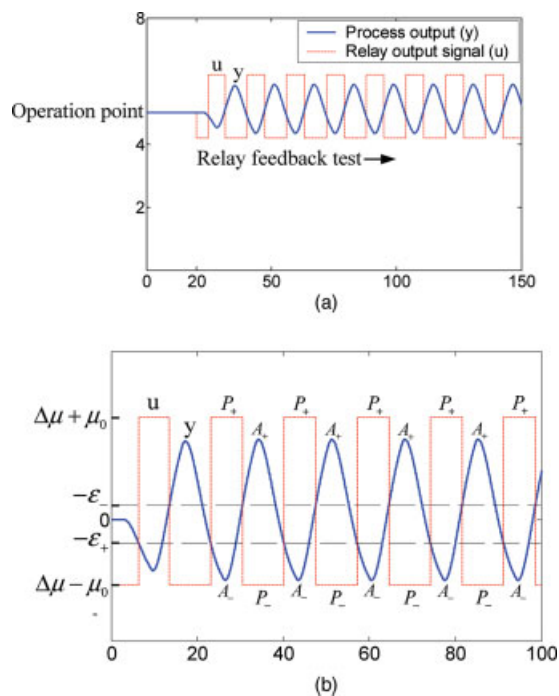 8
Process output (y)
Relay output signal (u)
u
y
Operation point
4
Relay feedback test
2
0 20 50 100 150
(a)
u P₊ P₊ P₊ P₊ P₊
Δμ + μ₀
y A₊ A₊ A₊ A₊
−ε₋
0
−ε₊
Δμ − μ₀
A₋ P₋ A₋ P₋ A₋ P₋ A₋ P₋ A₋
-
0 20 40 60 80 100
(b)